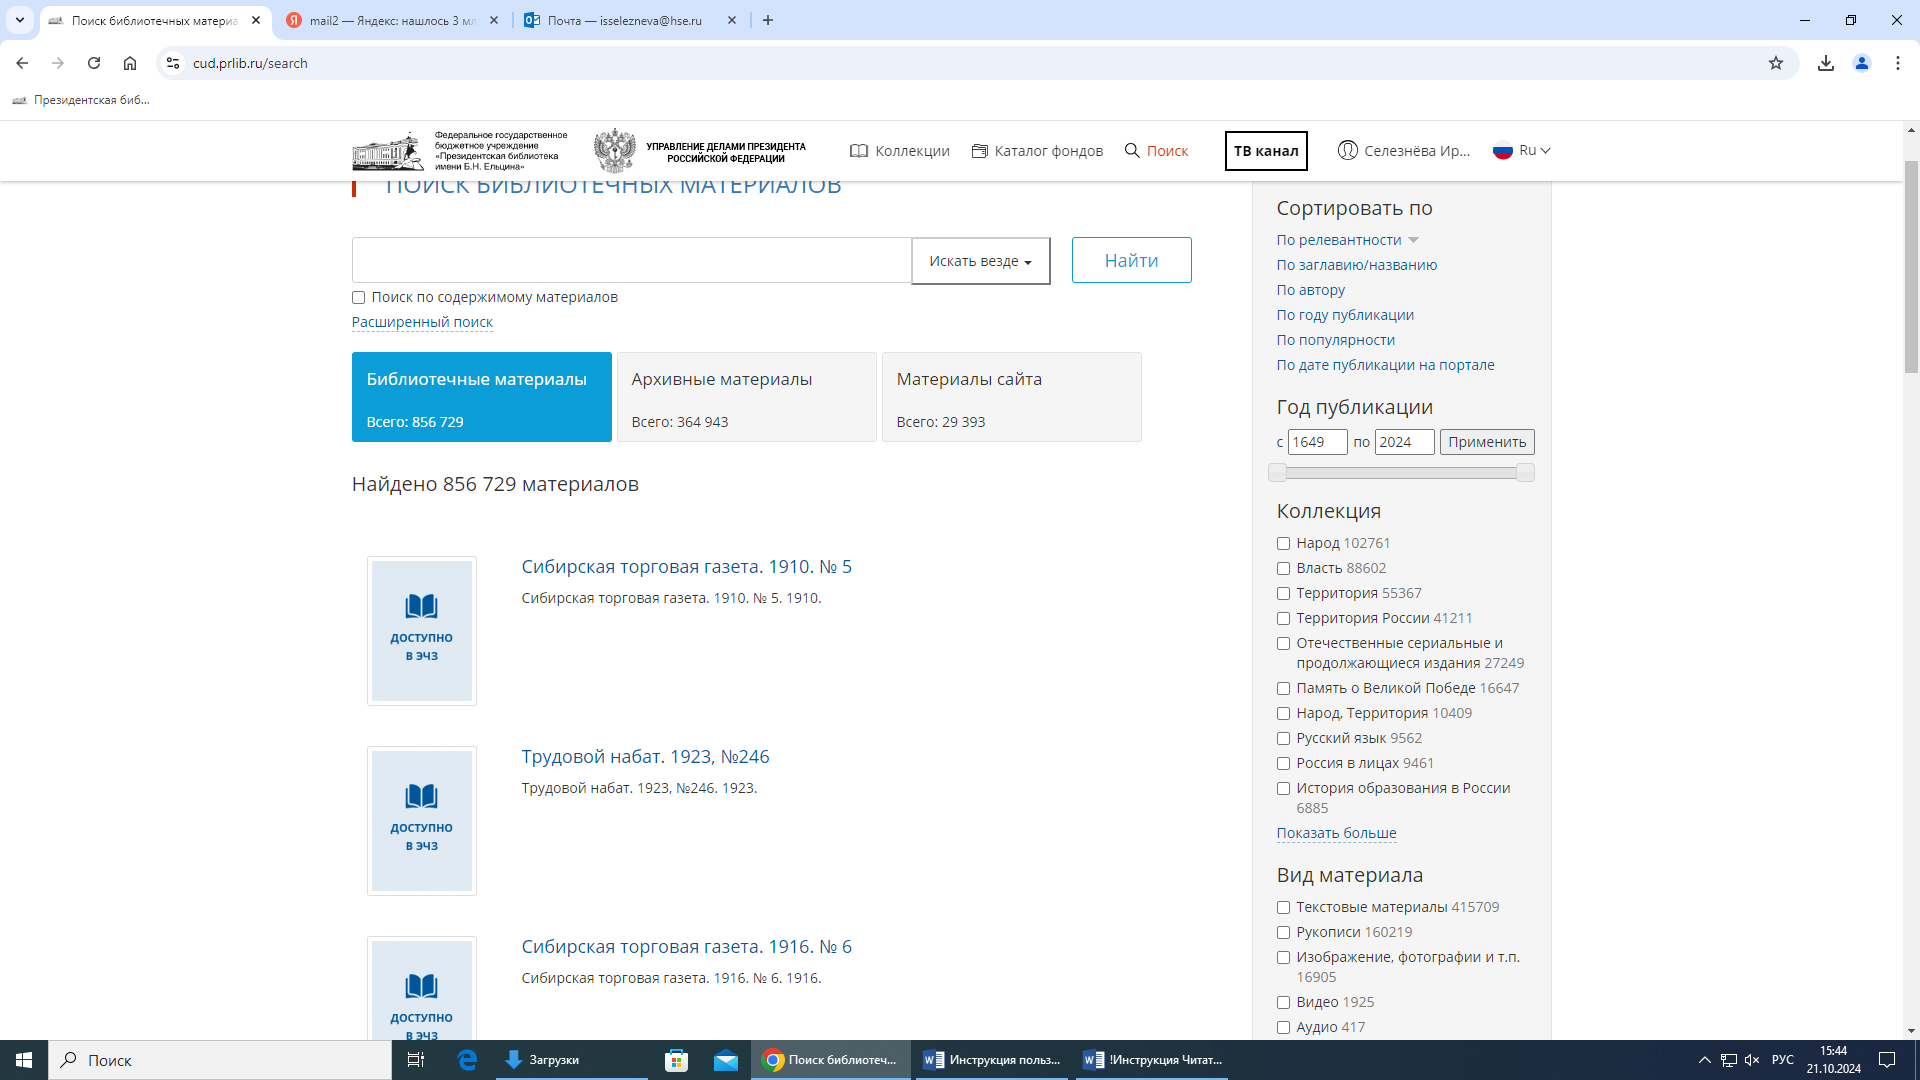 Поиск библиотечных материа
mail2 — Яндекс: нашлось 3 мл
Почта — isselezneva@hse.ru
cud.prlib.ru/search
Президентская биб...
Федеральное государственное
бюджетное учреждение
«Президентская библиотека
имени Б.Н. Ельцина»
УПРАВЛЕНИЕ ДЕЛАМИ ПРЕЗИДЕНТА
РОССИЙСКОЙ ФЕДЕРАЦИИ
Коллекции
Каталог фондов
Поиск
ТВ канал
Селезнёва Ир...
Ru
ПОИСК БИБЛИОТЕЧНЫХ МАТЕРИАЛОВ
Искать везде
Найти
Поиск по содержимому материалов
Расширенный поиск
Библиотечные материалы
Всего: 856 729
Архивные материалы
Всего: 364 943
Материалы сайта
Всего: 29 393
Найдено 856 729 материалов
ДОСТУПНО
В ЭЧЗ
Сибирская торговая газета. 1910. № 5
Сибирская торговая газета. 1910. № 5. 1910.
ДОСТУПНО
В ЭЧЗ
Трудовой набат. 1923, №246
Трудовой набат. 1923, №246. 1923.
ДОСТУПНО
В ЭЧЗ
Сибирская торговая газета. 1916. № 6
Сибирская торговая газета. 1916. № 6. 1916.
Сортировать по
По релевантности
По заглавию/названию
По автору
По году публикации
По популярности
По дате публикации на портале
Год публикации
с 1649 по 2024 Применить
Коллекция
Народ 102761
Власть 88602
Территория 55367
Территория России 41211
Отечественные сериальные и
продолжающиеся издания 27249
Память о Великой Победе 16647
Народ, Территория 10409
Русский язык 9562
Россия в лицах 9461
История образования в России
6885
Показать больше
Вид материала
Текстовые материалы 415709
Рукописи 160219
Изображение, фотографии и т.п.
16905
Видео 1925
Аудио 417
Поиск
Загрузки
Поиск библиотеч...
Инструкция польз...
!Инструкция Читат...
РУС
15:44
21.10.2024